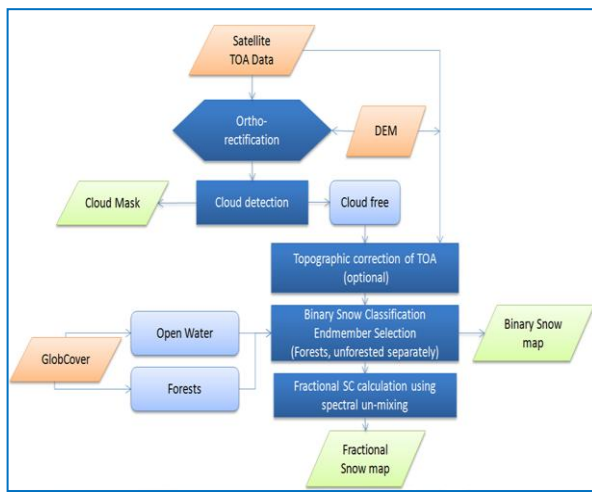 Satellite
TOA Data
Ortho-
rectification
DEM
Cloud Mask
Cloud detection
Cloud free
Topographic correction of TOA
(optional)
Open Water
Binary Snow Classification
Endmember Selection
(Forests, unforested separately)
Binary Snow
map
GlobCover
Forests
Fractional SC calculation using
spectral un-mixing
Fractional
Snow map